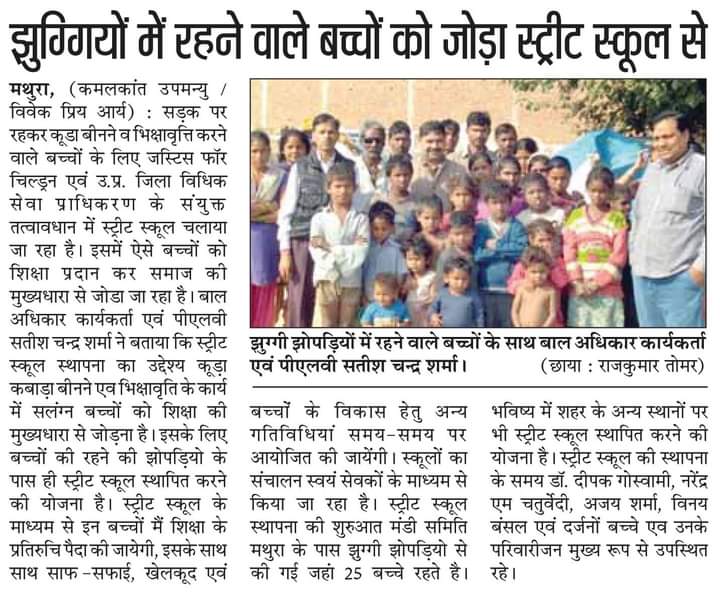 झुग्गियों में रहने वाले बच्चों को जोड़ा स्ट्रीट स्कूल से
मथुरा, (कमलकांत उपमन्यु /
विवेक प्रिय आर्य) : सड़क पर
रहकर कूडा बीनने व भिक्षावृत्ति करने
वाले बच्चों के लिए जस्टिस फॉर
चिल्ड्रन एवं उ.प्र. जिला विधिक
सेवा प्राधिकरण के संयुक्त
तत्वावधान में स्ट्रीट स्कूल चलाया
जा रहा है। इसमें ऐसे बच्चों को
शिक्षा प्रदान कर समाज की
मुख्यधारा से जोडा जा रहा है। बाल
अधिकार कार्यकर्ता एवं पीएलवी
सतीश चन्द्र शर्मा ने बताया कि स्ट्रीट
स्कूल स्थापना का उद्देश्य कूड़ा
कबाड़ा बीनने एव भिक्षावृति के कार्य
में सलंग्न बच्चों को शिक्षा की
मुख्यधारा से जोड़ना है। इसके लिए
बच्चों की रहने की झोपडियो के
पास ही स्ट्रीट स्कूल स्थापित करने
की योजना है। स्ट्रीट स्कूल के
माध्यम से इन बच्चों मैं शिक्षा के
प्रतिरुचि पैदा की जायेगी, इसके साथ
साथ साफ -सफाई, खेलकूद एवं
झुग्गी झोपड़ियों में रहने वाले बच्चों के साथ बाल अधिकार कार्यकर्ता
एवं पीएलवी सतीश चन्द्र शर्मा। (छाया : राजकुमार तोमर)
बच्चों के विकास हेतु अन्य
गतिविधियां समय-समय पर
आयोजित की जायेंगी। स्कूलों का
संचालन स्वयं सेवकों के माध्यम से
किया जा रहा है। स्ट्रीट स्कूल
स्थापना की शुरुआत मंडी समिति
मथुरा के पास झुग्गी झोपड़ियो से
की गई जहां 25 बच्चे रहते है।
भविष्य में शहर के अन्य स्थानों पर
भी स्ट्रीट स्कूल स्थापित करने की
योजना है। स्ट्रीट स्कूल की स्थापना
के समय डॉ. दीपक गोस्वामी, नरेंद्र
एम चतुर्वेदी, अजय शर्मा, विनय
बंसल एवं दर्जनों बच्चे एव उनके
परिवारीजन मुख्य रूप से उपस्थित
रहे।